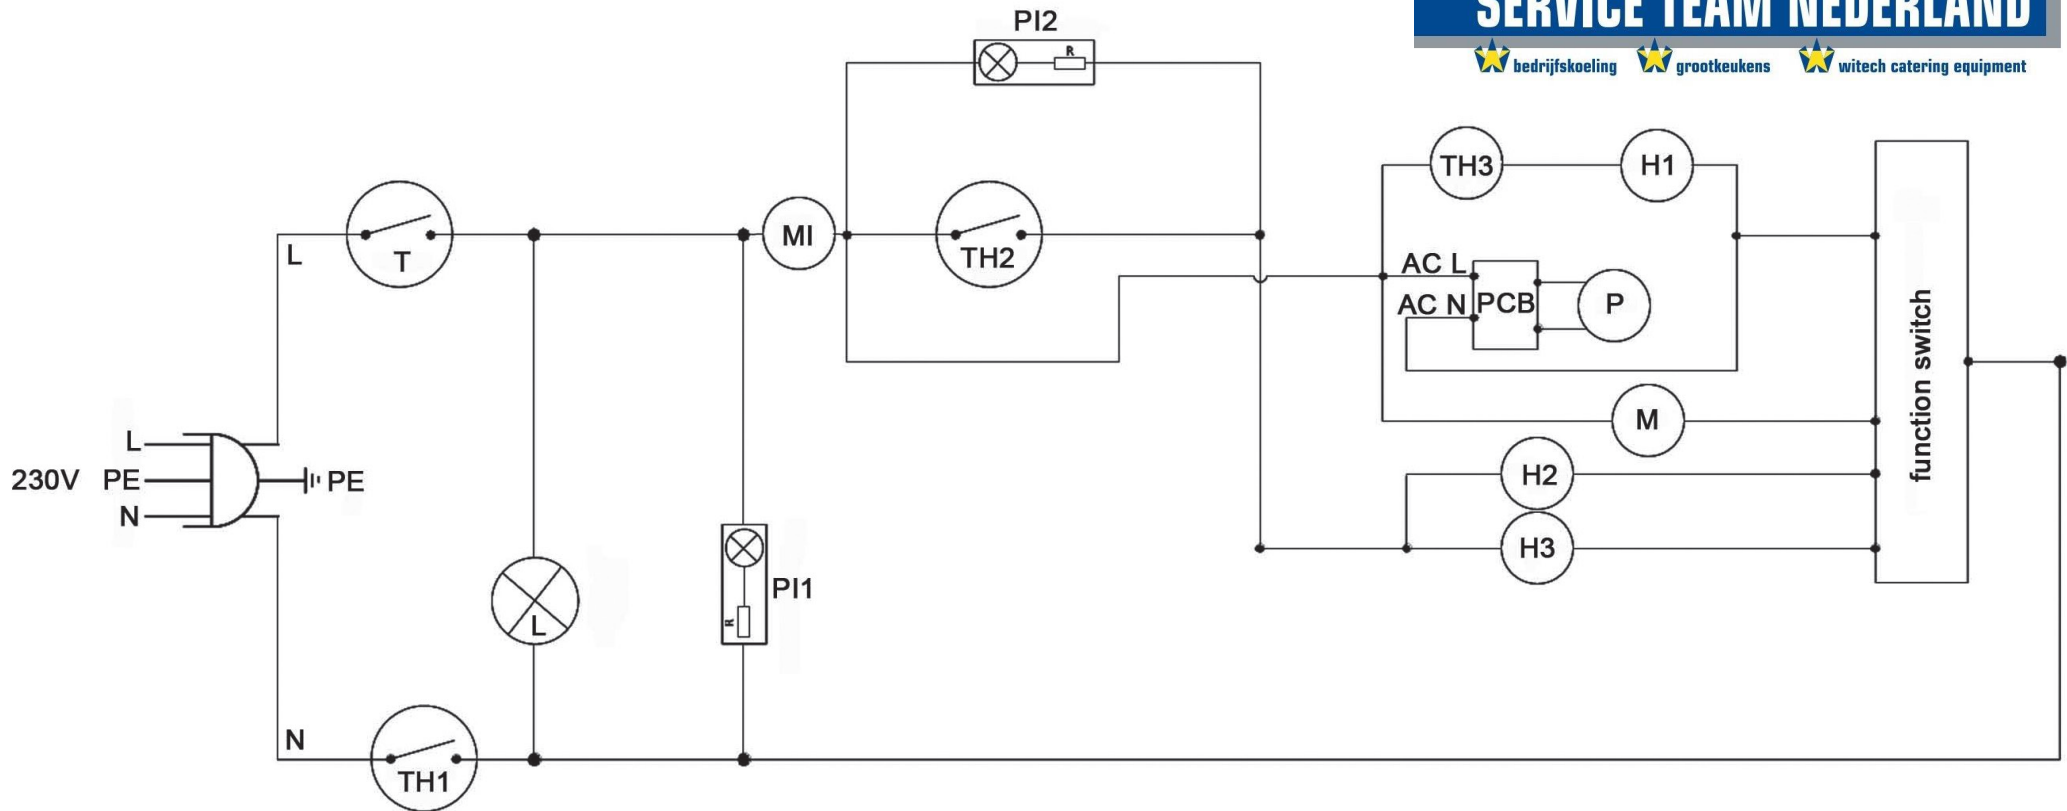 SERVICE TEAM NEDERLAND
bedrijfskoeling grootkeukens witech catering equipment
PI2
R
TH3 H1
L T MI TH2
AC L
AC N PCB P
function switch
M
L
230V PE PE
N
H2
H3
PI1
R
L
N
TH1